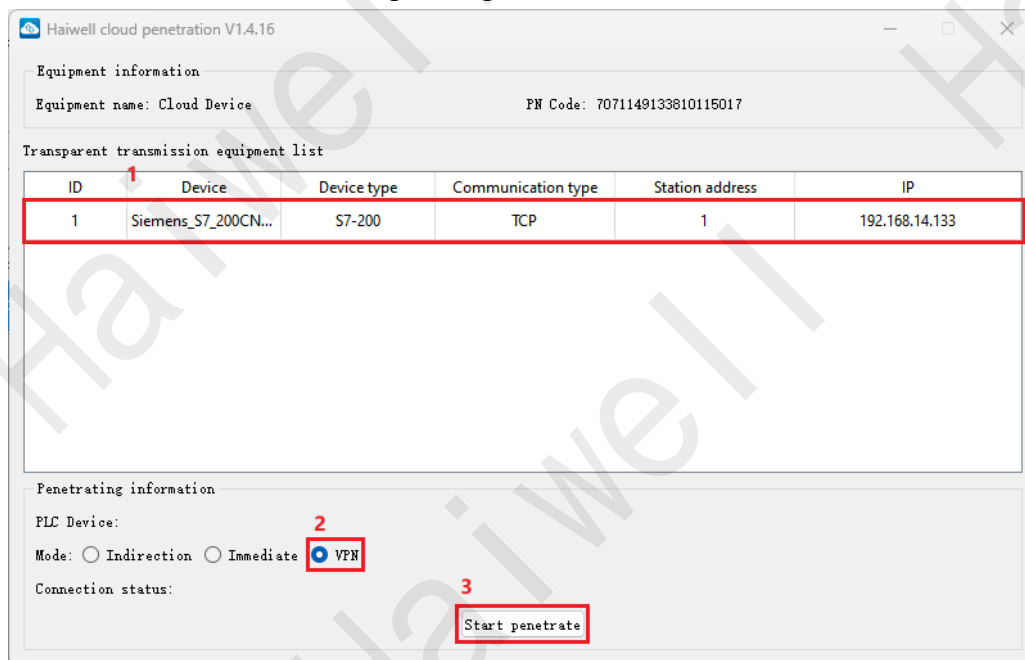 Haiwell cloud penetration V1.4.16
Equipment information
Equipment name: Cloud Device PN Code: 7071149133810115017
Transparent transmission equipment list
1
ID Device Device type Communication type Station address IP
1 Siemens_S7_200CN... S7-200 TCP 1 192.168.14.133
Penetrating information
PLC Device:
2
Mode: Indirection Immediate VPN
Connection status:
3
Start penetrate
Haiwell
Haiwell